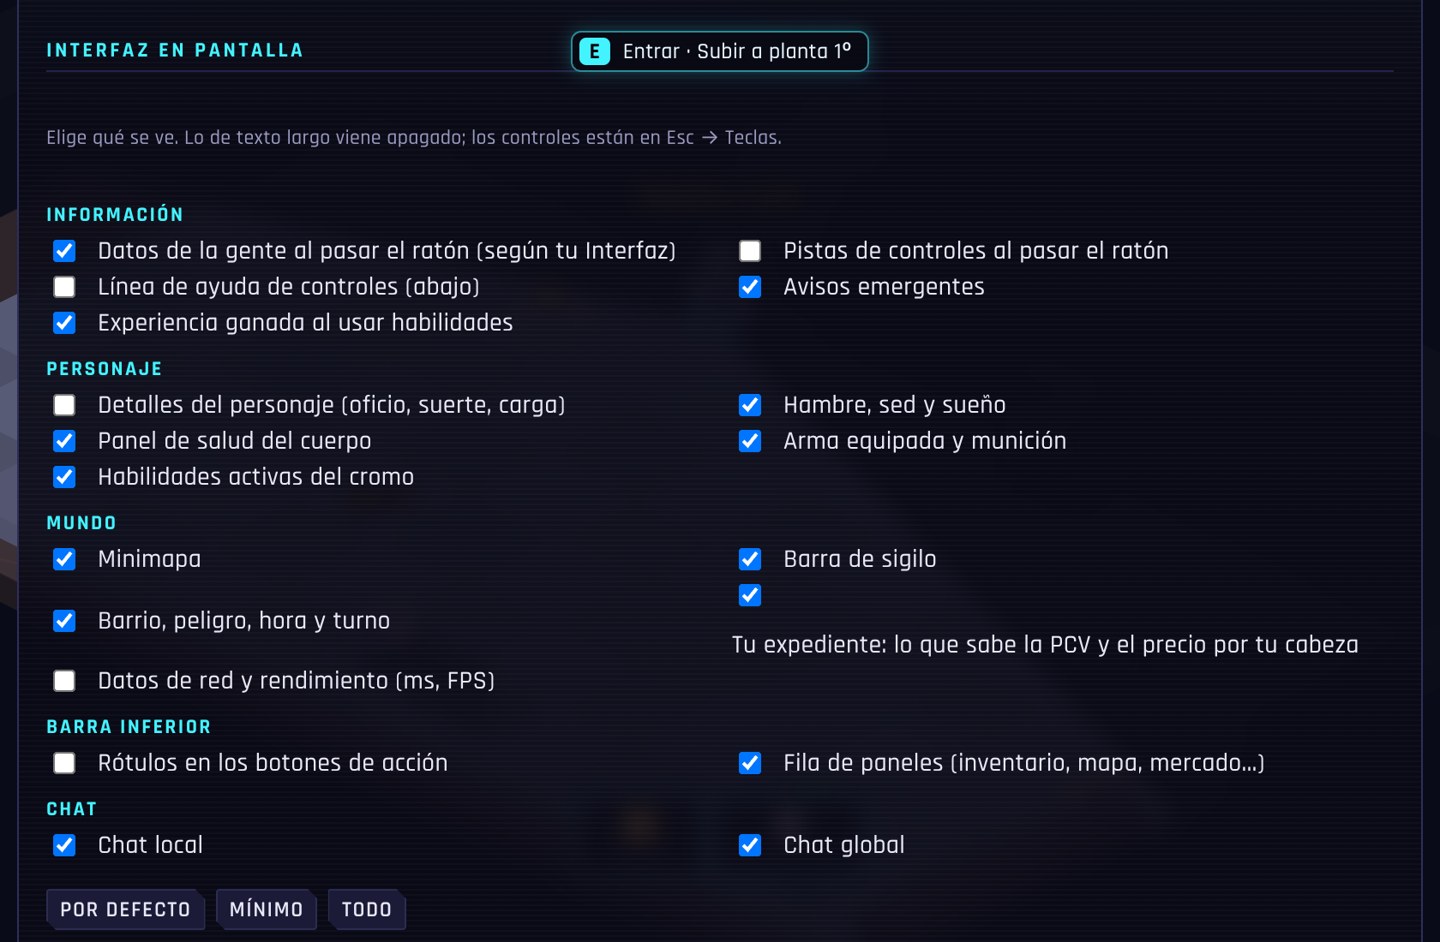 INTERFAZ EN PANTALLA
E Entrar · Subir a planta 1º
Elige qué se ve. Lo de texto largo viene apagado; los controles están en Esc → Teclas.
INFORMACIÓN
Datos de la gente al pasar el ratón (según tu Interfaz)
Pistas de controles al pasar el ratón
Línea de ayuda de controles (abajo)
Avisos emergentes
Experiencia ganada al usar habilidades
PERSONAJE
Detalles del personaje (oficio, suerte, carga)
Hambre, sed y sueño
Panel de salud del cuerpo
Arma equipada y munición
Habilidades activas del cromo
MUNDO
Minimapa
Barra de sigilo
Barrio, peligro, hora y turno
Tu expediente: lo que sabe la PCV y el precio por tu cabeza
Datos de red y rendimiento (ms, FPS)
BARRA INFERIOR
Rótulos en los botones de acción
Fila de paneles (inventario, mapa, mercado...)
CHAT
Chat local
Chat global
POR DEFECTO
MÍNIMO
TODO